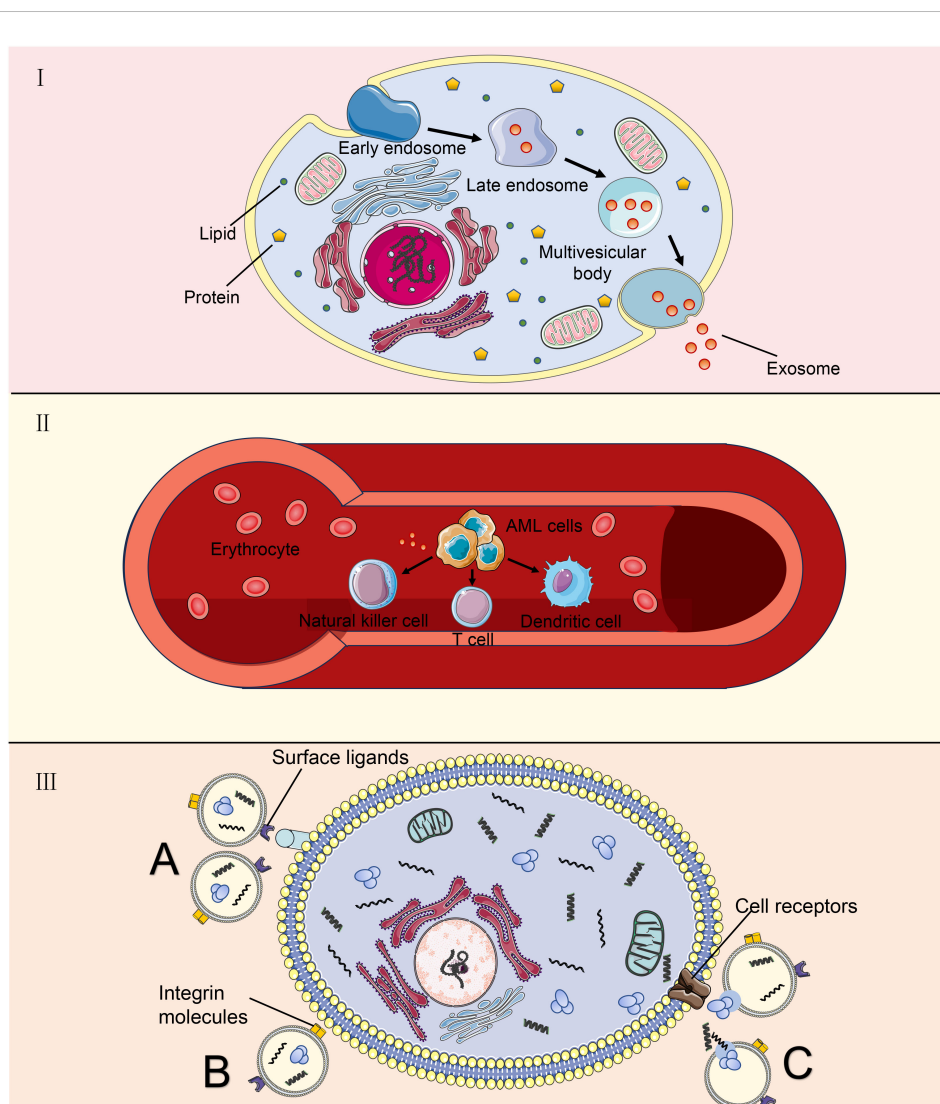 I
Early endosome
Late endosome
Lipid
Multivesicular
body
Protein
Exosome
II
AML cells
Erythrocyte
Natural killer cell
Dendritic cell
T cell
III
Surface ligands
A
Cell receptors
Integrin
molecules
B
C